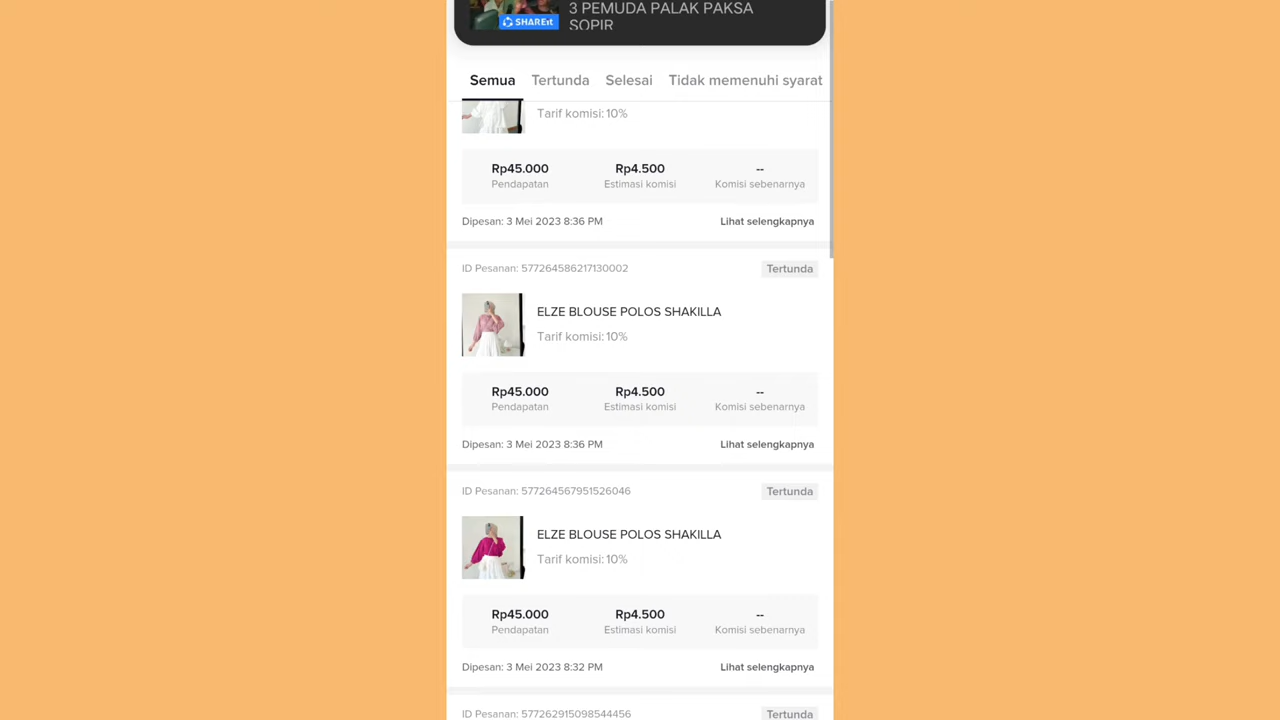 3 PEMUDA PALAK PAKSA
SOPIR
SHAREit
Semua Tertunda Selesai Tidak memenuhi syarat
Tarif komisi: 10%
Rp45.000 Rp4.500 --
Pendapatan Estimasi komisi Komisi sebenarnya
Dipesan: 3 Mei 2023 8:36 PM Lihat selengkapnya
ID Pesanan: 577264586217130002 Tertunda
ELZE BLOUSE POLOS SHAKILLA
Tarif komisi: 10%
Rp45.000 Rp4.500 --
Pendapatan Estimasi komisi Komisi sebenarnya
Dipesan: 3 Mei 2023 8:36 PM Lihat selengkapnya
ID Pesanan: 577264567951526046 Tertunda
ELZE BLOUSE POLOS SHAKILLA
Tarif komisi: 10%
Rp45.000 Rp4.500 --
Pendapatan Estimasi komisi Komisi sebenarnya
Dipesan: 3 Mei 2023 8:32 PM Lihat selengkapnya
ID Pesanan: 577262915098544456 Tertunda